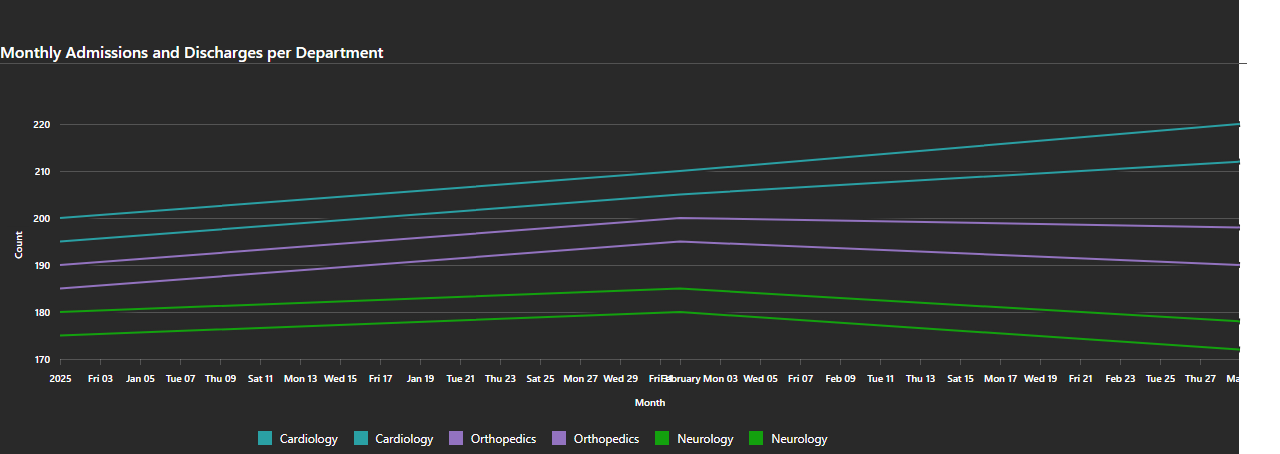 Monthly Admissions and Discharges per Department
220
210
200
190
180
170
Count
2025 Fri 03 Jan 05 Tue 07 Thu 09 Sat 11 Mon 13 Wed 15 Fri 17 Jan 19 Tue 21 Thu 23 Sat 25 Mon 27 Wed 29 Fri February Mon 03 Wed 05 Fri 07 Feb 09 Tue 11 Thu 13 Sat 15 Mon 17 Wed 19 Fri 21 Feb 23 Tue 25 Thu 27 Ma
Month
Cardiology Cardiology Orthopedics Orthopedics Neurology Neurology